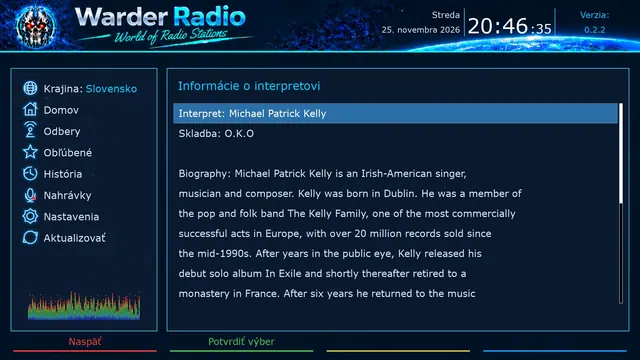 Warder Radio
World of Radio Stations
Streda
25. novembra 2026
20:46:35
Verzia:
0.2.2
Krajina: Slovensko
Domov
Odbery
Obľúbené
História
Nahrávky
Nastavenia
Aktualizovať
Informácie o interpretovi
Interpret: Michael Patrick Kelly
Skladba: O.K.O
Biography: Michael Patrick Kelly is an Irish-American singer,
musician and composer. Kelly was born in Dublin. He was a member of
the pop and folk band The Kelly Family, one of the most commercially
successful acts in Europe, with over 20 million records sold since
the mid-1990s. After years in the public eye, Kelly released his
debut solo album In Exile and shortly thereafter retired to a
monastery in France. After six years he returned to the music
Naspäť
Potvrdiť výber